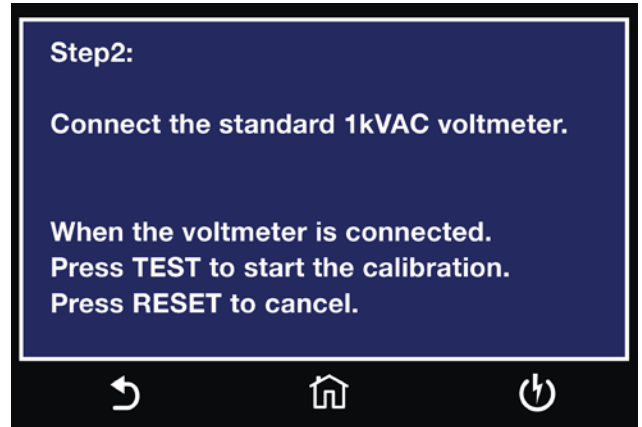 Step2:
Connect the standard 1kVAC voltmeter.
When the voltmeter is connected.
Press TEST to start the calibration.
Press RESET to cancel.